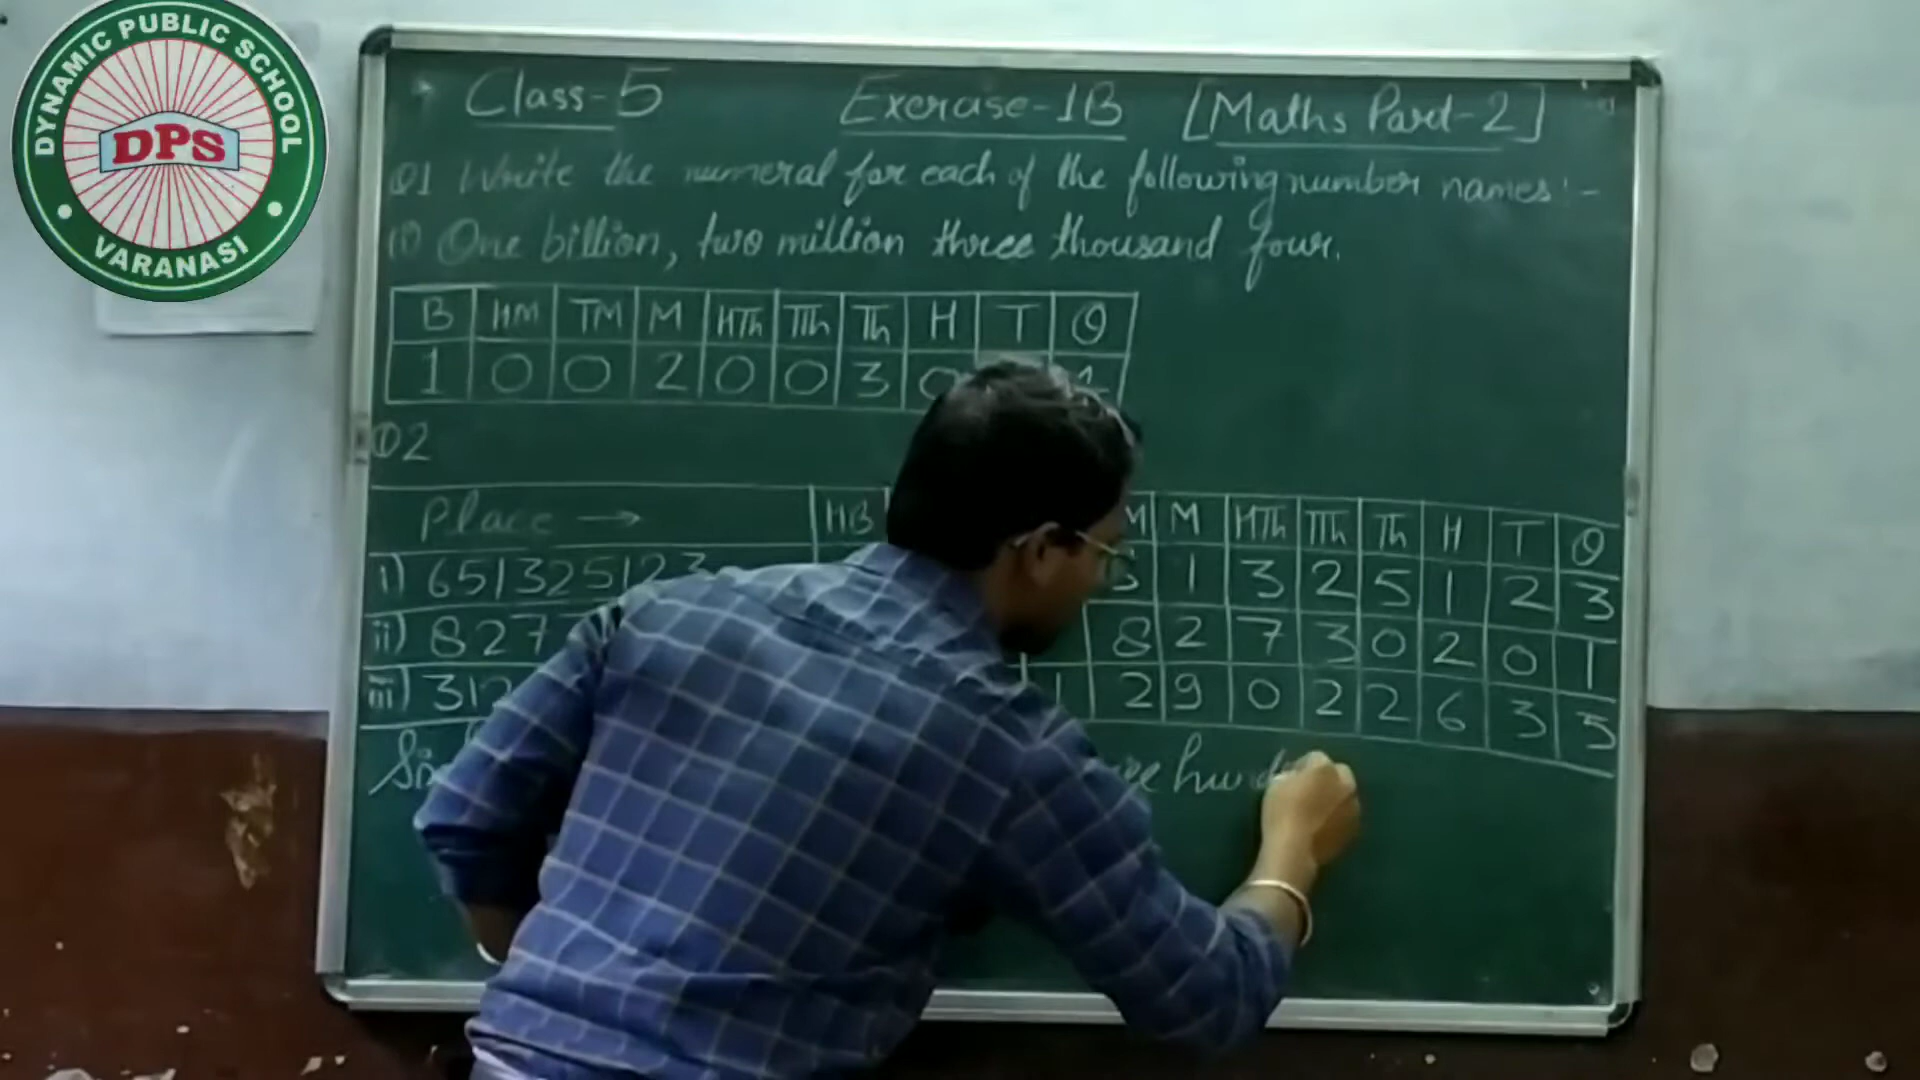 DYNAMIC PUBLIC SCHOOL
DPS
VARANASI
Class-5 Exercise-1B [Maths Part-2]
Q1 Write the numeral for each of the following number names:-
(i) One billion, two million three thousand four.
B HM TM M HTh TTh Th H T O
1 0 0 2 0 0 3 0
Q2
Place → HB M M HTh TTh Th H T O
i) 651325123 1 3 2 5 1 2 3
ii) 827 8 2 7 3 0 2 0 1
iii) 312 1 2 9 0 2 2 6 3 5